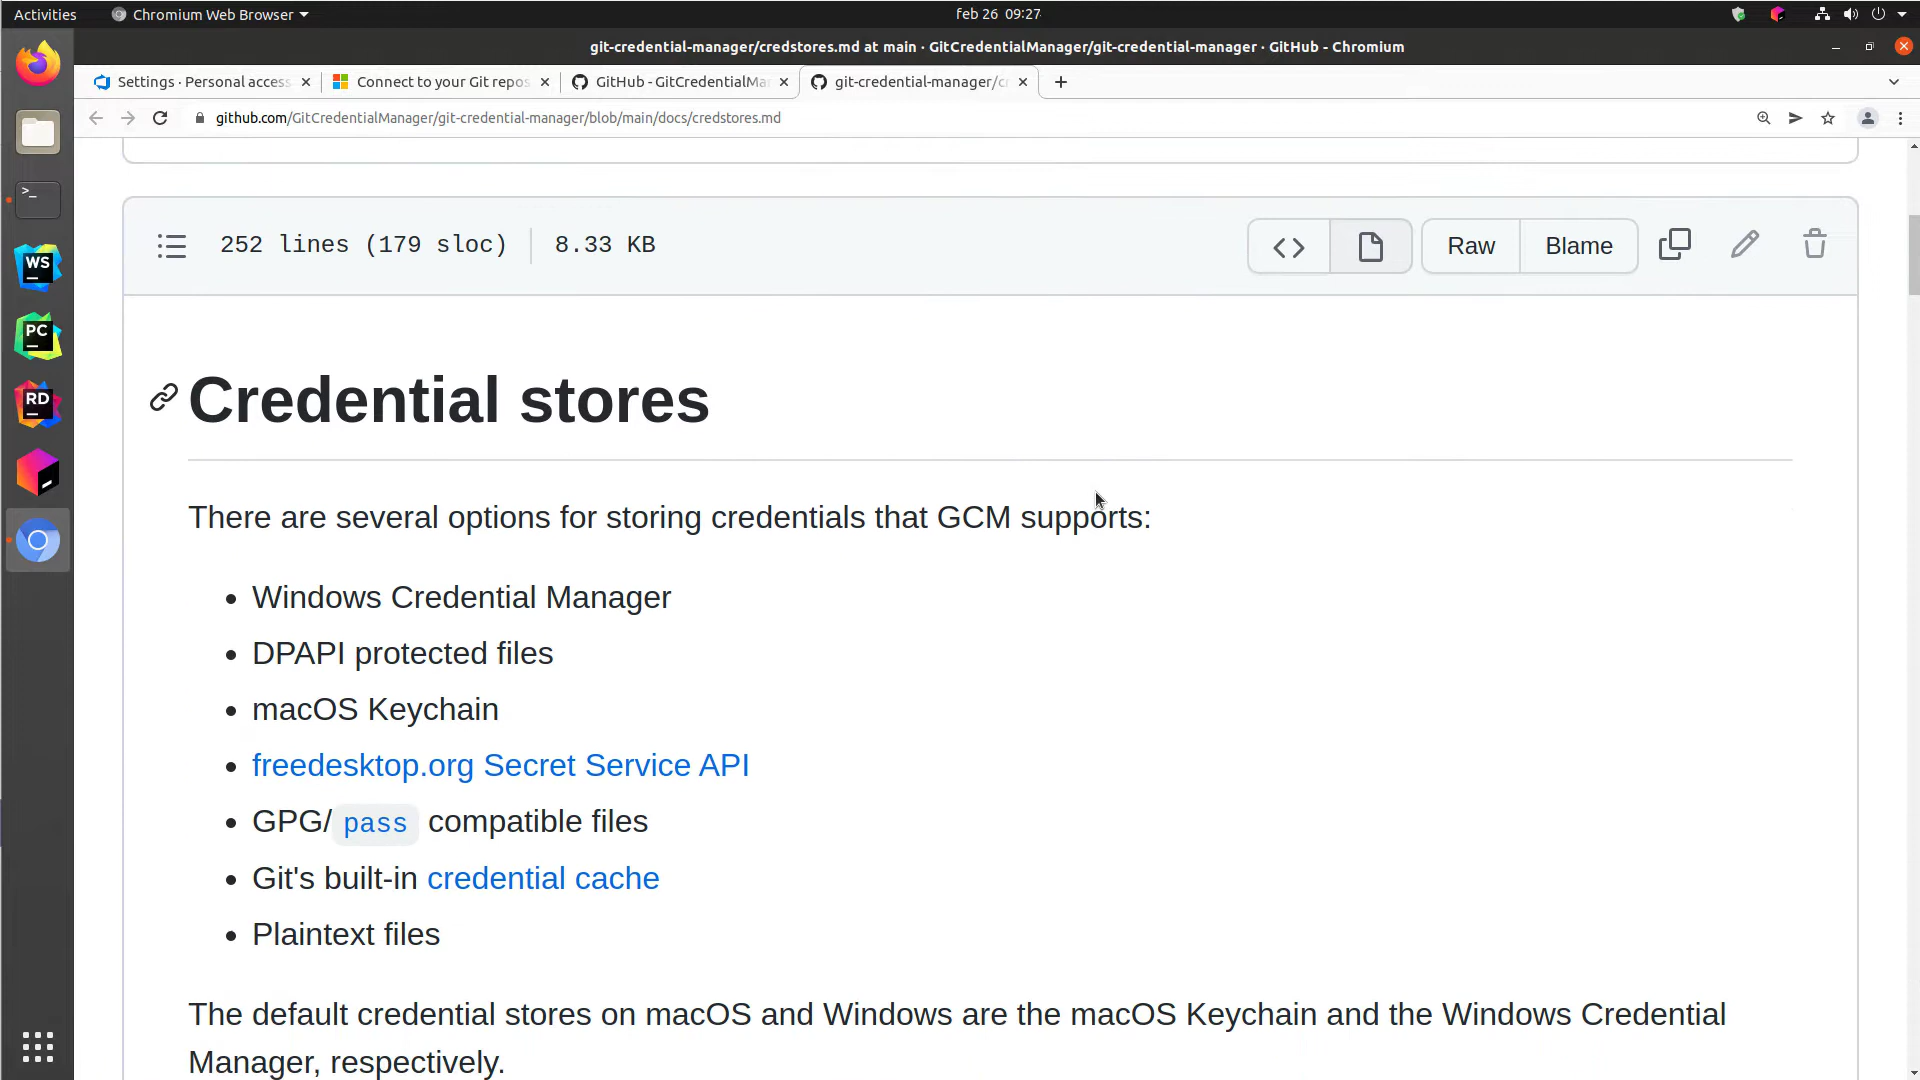 Activities
Chromium Web Browser
feb 26 09:27
git-credential-manager/credstores.md at main · GitCredentialManager/git-credential-manager · GitHub - Chromium
Settings · Personal access
Connect to your Git repos
GitHub - GitCredentialMa
git-credential-manager/cr
github.com/GitCredentialManager/git-credential-manager/blob/main/docs/credstores.md
252 lines (179 sloc)
8.33 KB
Raw
Blame
WS
PC
RD
Credential stores
There are several options for storing credentials that GCM supports:
Windows Credential Manager
DPAPI protected files
macOS Keychain
freedesktop.org Secret Service API
GPG/pass compatible files
Git's built-in credential cache
Plaintext files
The default credential stores on macOS and Windows are the macOS Keychain and the Windows Credential
Manager, respectively.